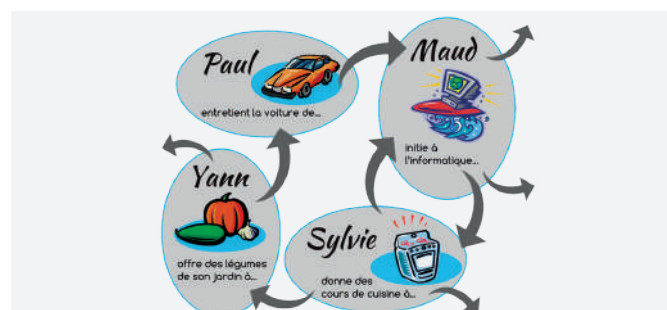 Paul
entretient la voiture de...
Maud
initie à
l'informatique...
Yann
offre des légumes
de son jardin à...
Sylvie
donne des
cours de cuisine à...